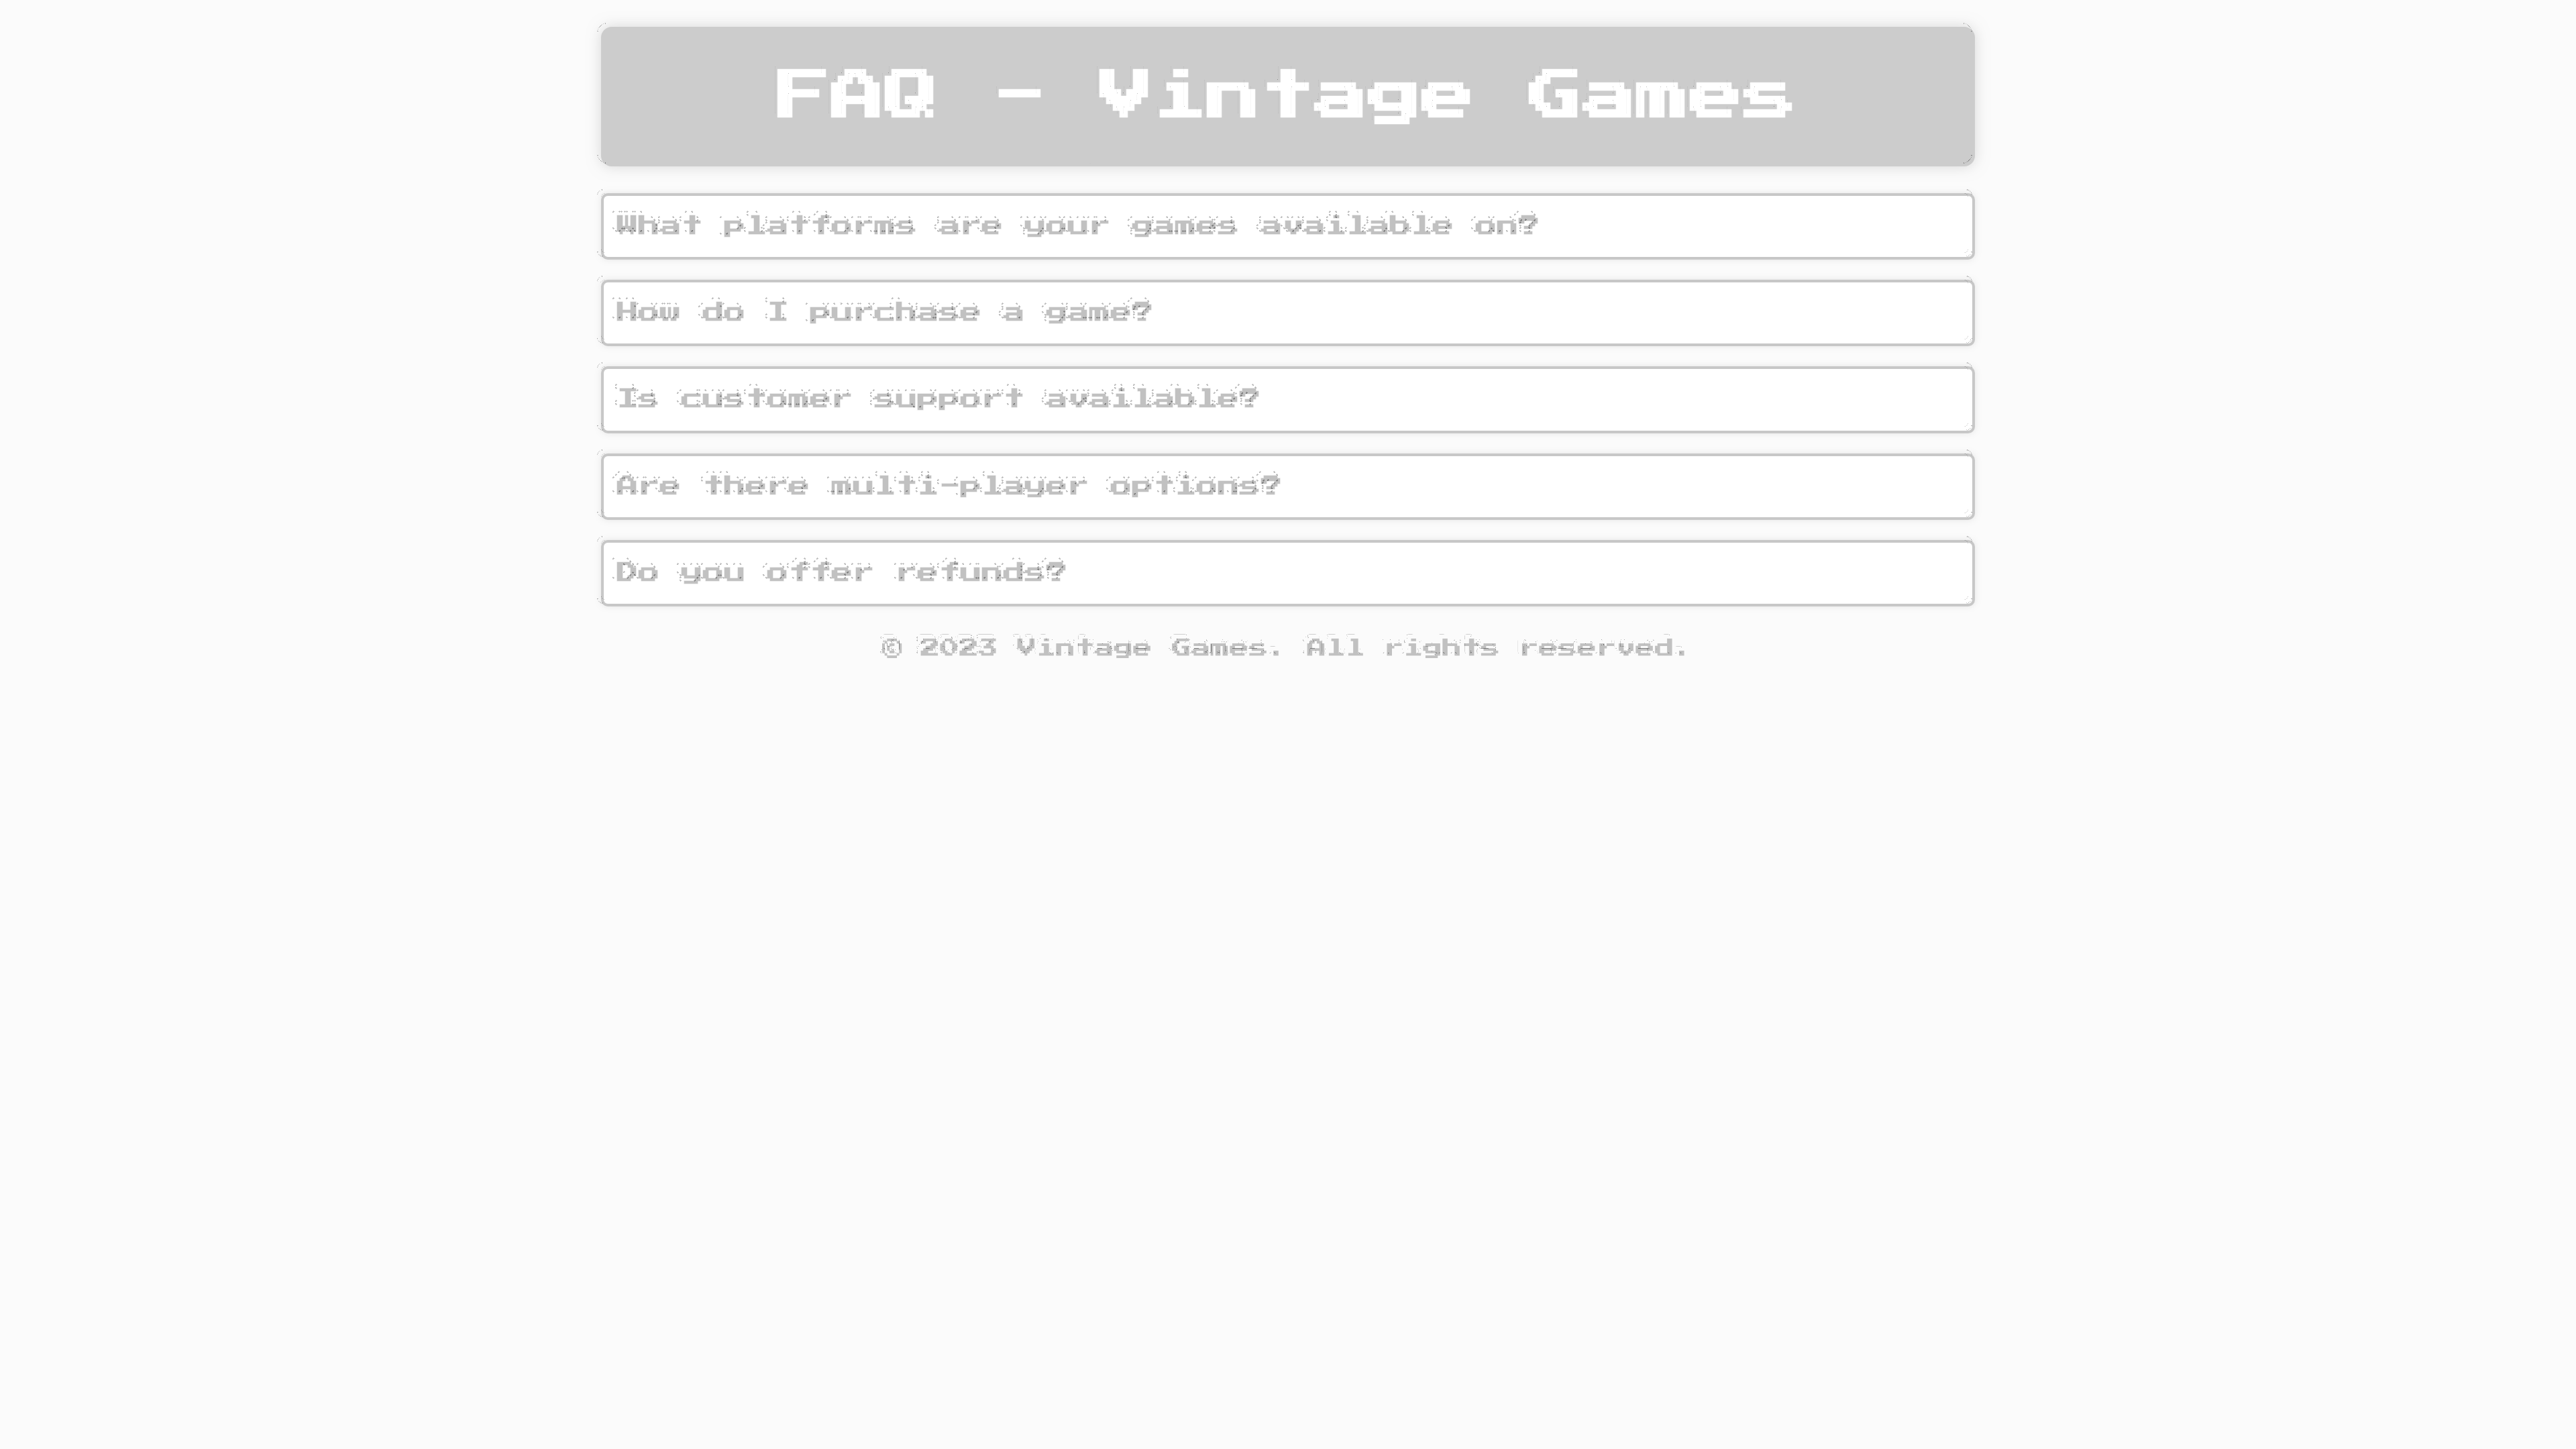 FAQ - Vintage Games
What platforms are your games available on?
How do I purchase a game?
Is customer support available?
Are there multi-player options?
Do you offer refunds?
© 2023 Vintage Games. All rights reserved.